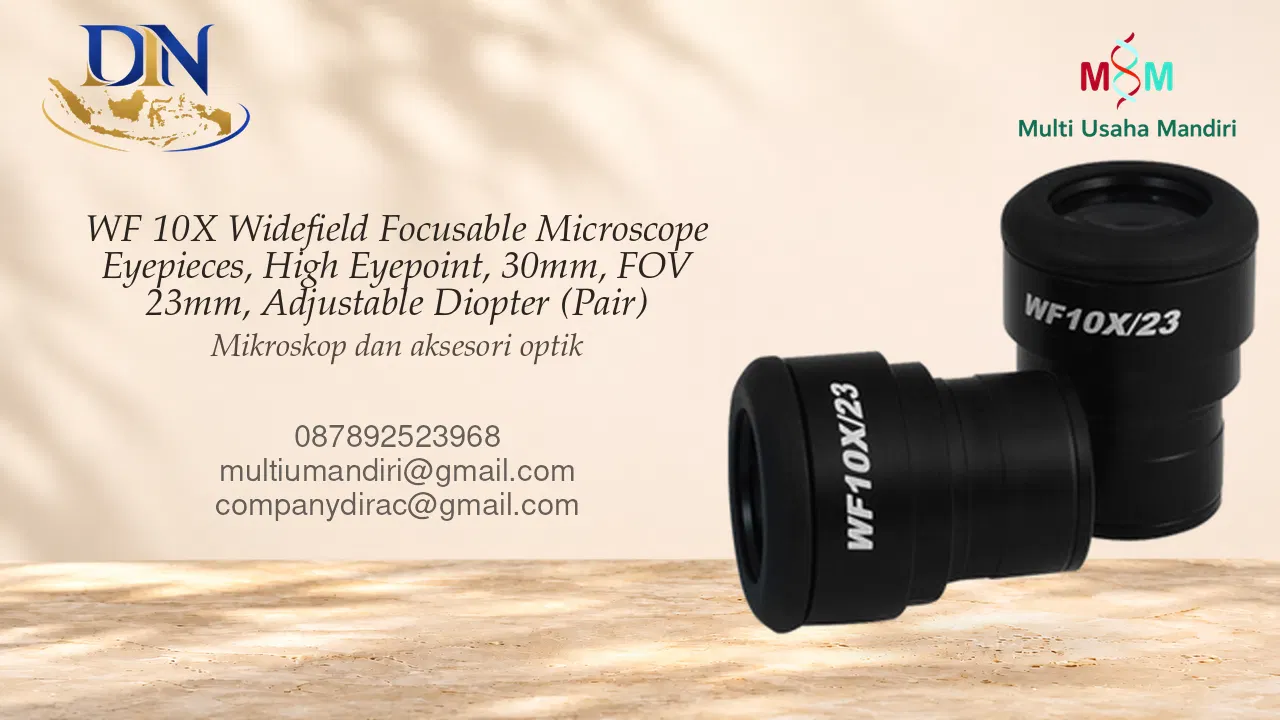 DIN
M M
Multi Usaha Mandiri
WF 10X Widefield Focusable Microscope
Eyepieces, High Eyepoint, 30mm, FOV
23mm, Adjustable Diopter (Pair)
Mikroskop dan aksesori optik
087892523968
multiumandiri@gmail.com
companydirac@gmail.com
WF10X/23
WF10X/23